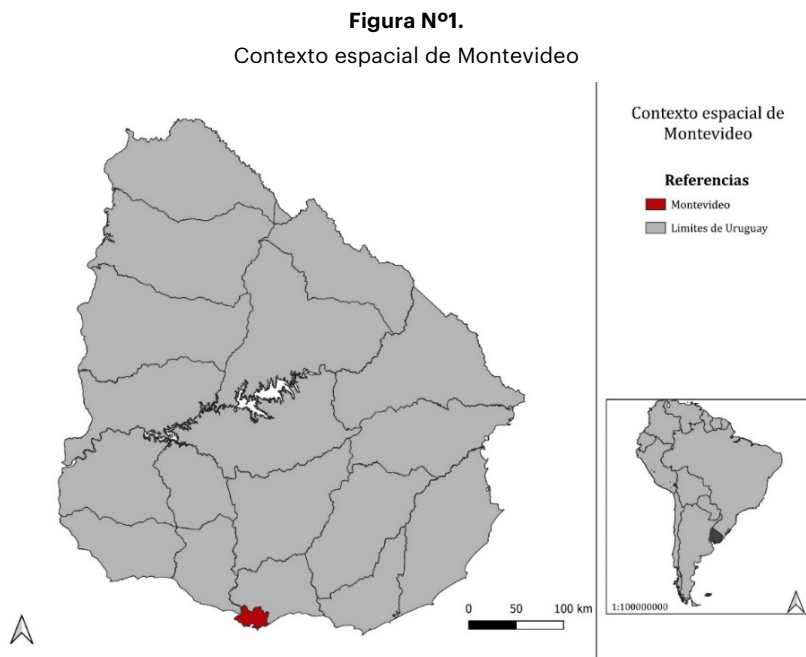 Figura Nº1.
Contexto espacial de Montevideo
Contexto espacial de
Montevideo
Referencias
Montevideo
Limites de Uruguay
0 50 100 km
1:100000000